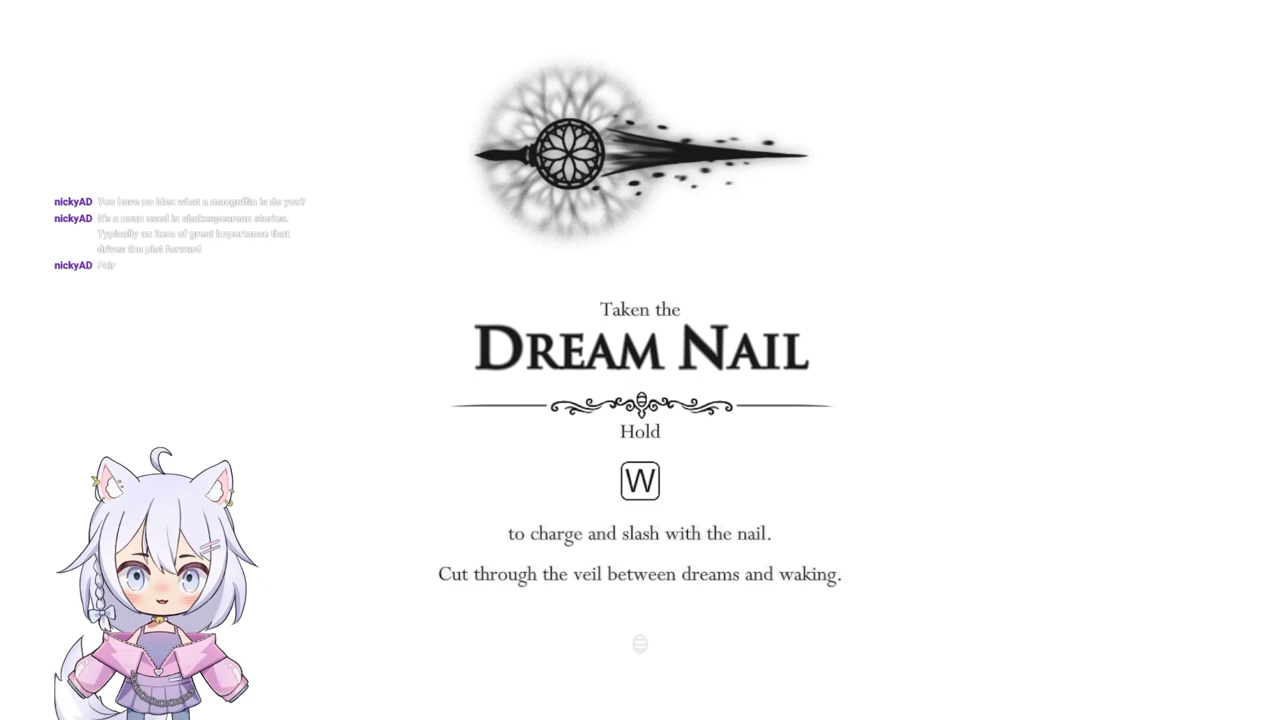 nickyAD You have no idea what a mangoffin is do you?
nickyAD It's a noun used in shakespearean stories.
Typically an item of great importance that
drives the plot forward
nickyAD Fair
Taken the
DREAM NAIL
Hold
W
to charge and slash with the nail.
Cut through the veil between dreams and waking.